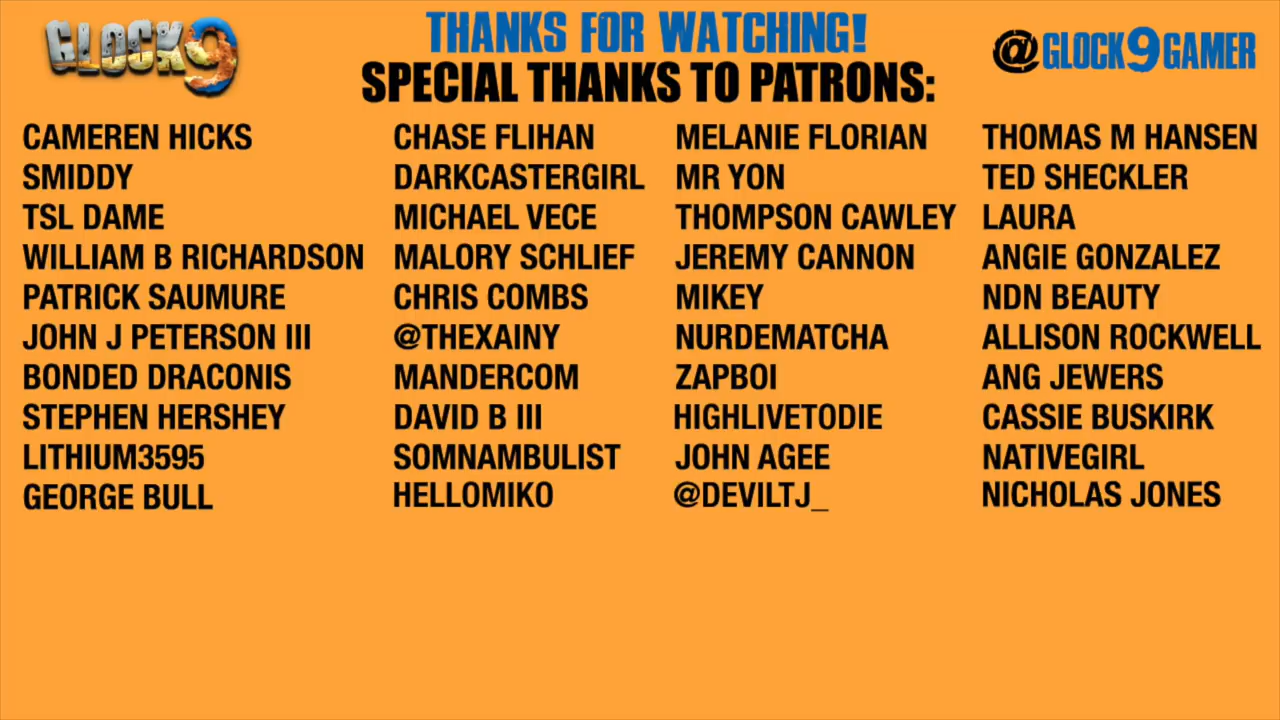 GLOCK9
THANKS FOR WATCHING!
@GLOCK9GAMER
SPECIAL THANKS TO PATRONS:
CAMEREN HICKS
SMIDDY
TSL DAME
WILLIAM B RICHARDSON
PATRICK SAUMURE
JOHN J PETERSON III
BONDED DRACONIS
STEPHEN HERSHEY
LITHIUM3595
GEORGE BULL
CHASE FLIHAN
DARKCASTERGIRL
MICHAEL VECE
MALORY SCHLIEF
CHRIS COMBS
@THEXAINY
MANDERCOM
DAVID B III
SOMNAMBULIST
HELLOMIKO
MELANIE FLORIAN
MR YON
THOMPSON CAWLEY
JEREMY CANNON
MIKEY
NURDEMATCHA
ZAPBOI
HIGHLIVETODIE
JOHN AGEE
@DEVILTJ_
THOMAS M HANSEN
TED SHECKLER
LAURA
ANGIE GONZALEZ
NDN BEAUTY
ALLISON ROCKWELL
ANG JEWERS
CASSIE BUSKIRK
NATIVEGIRL
NICHOLAS JONES